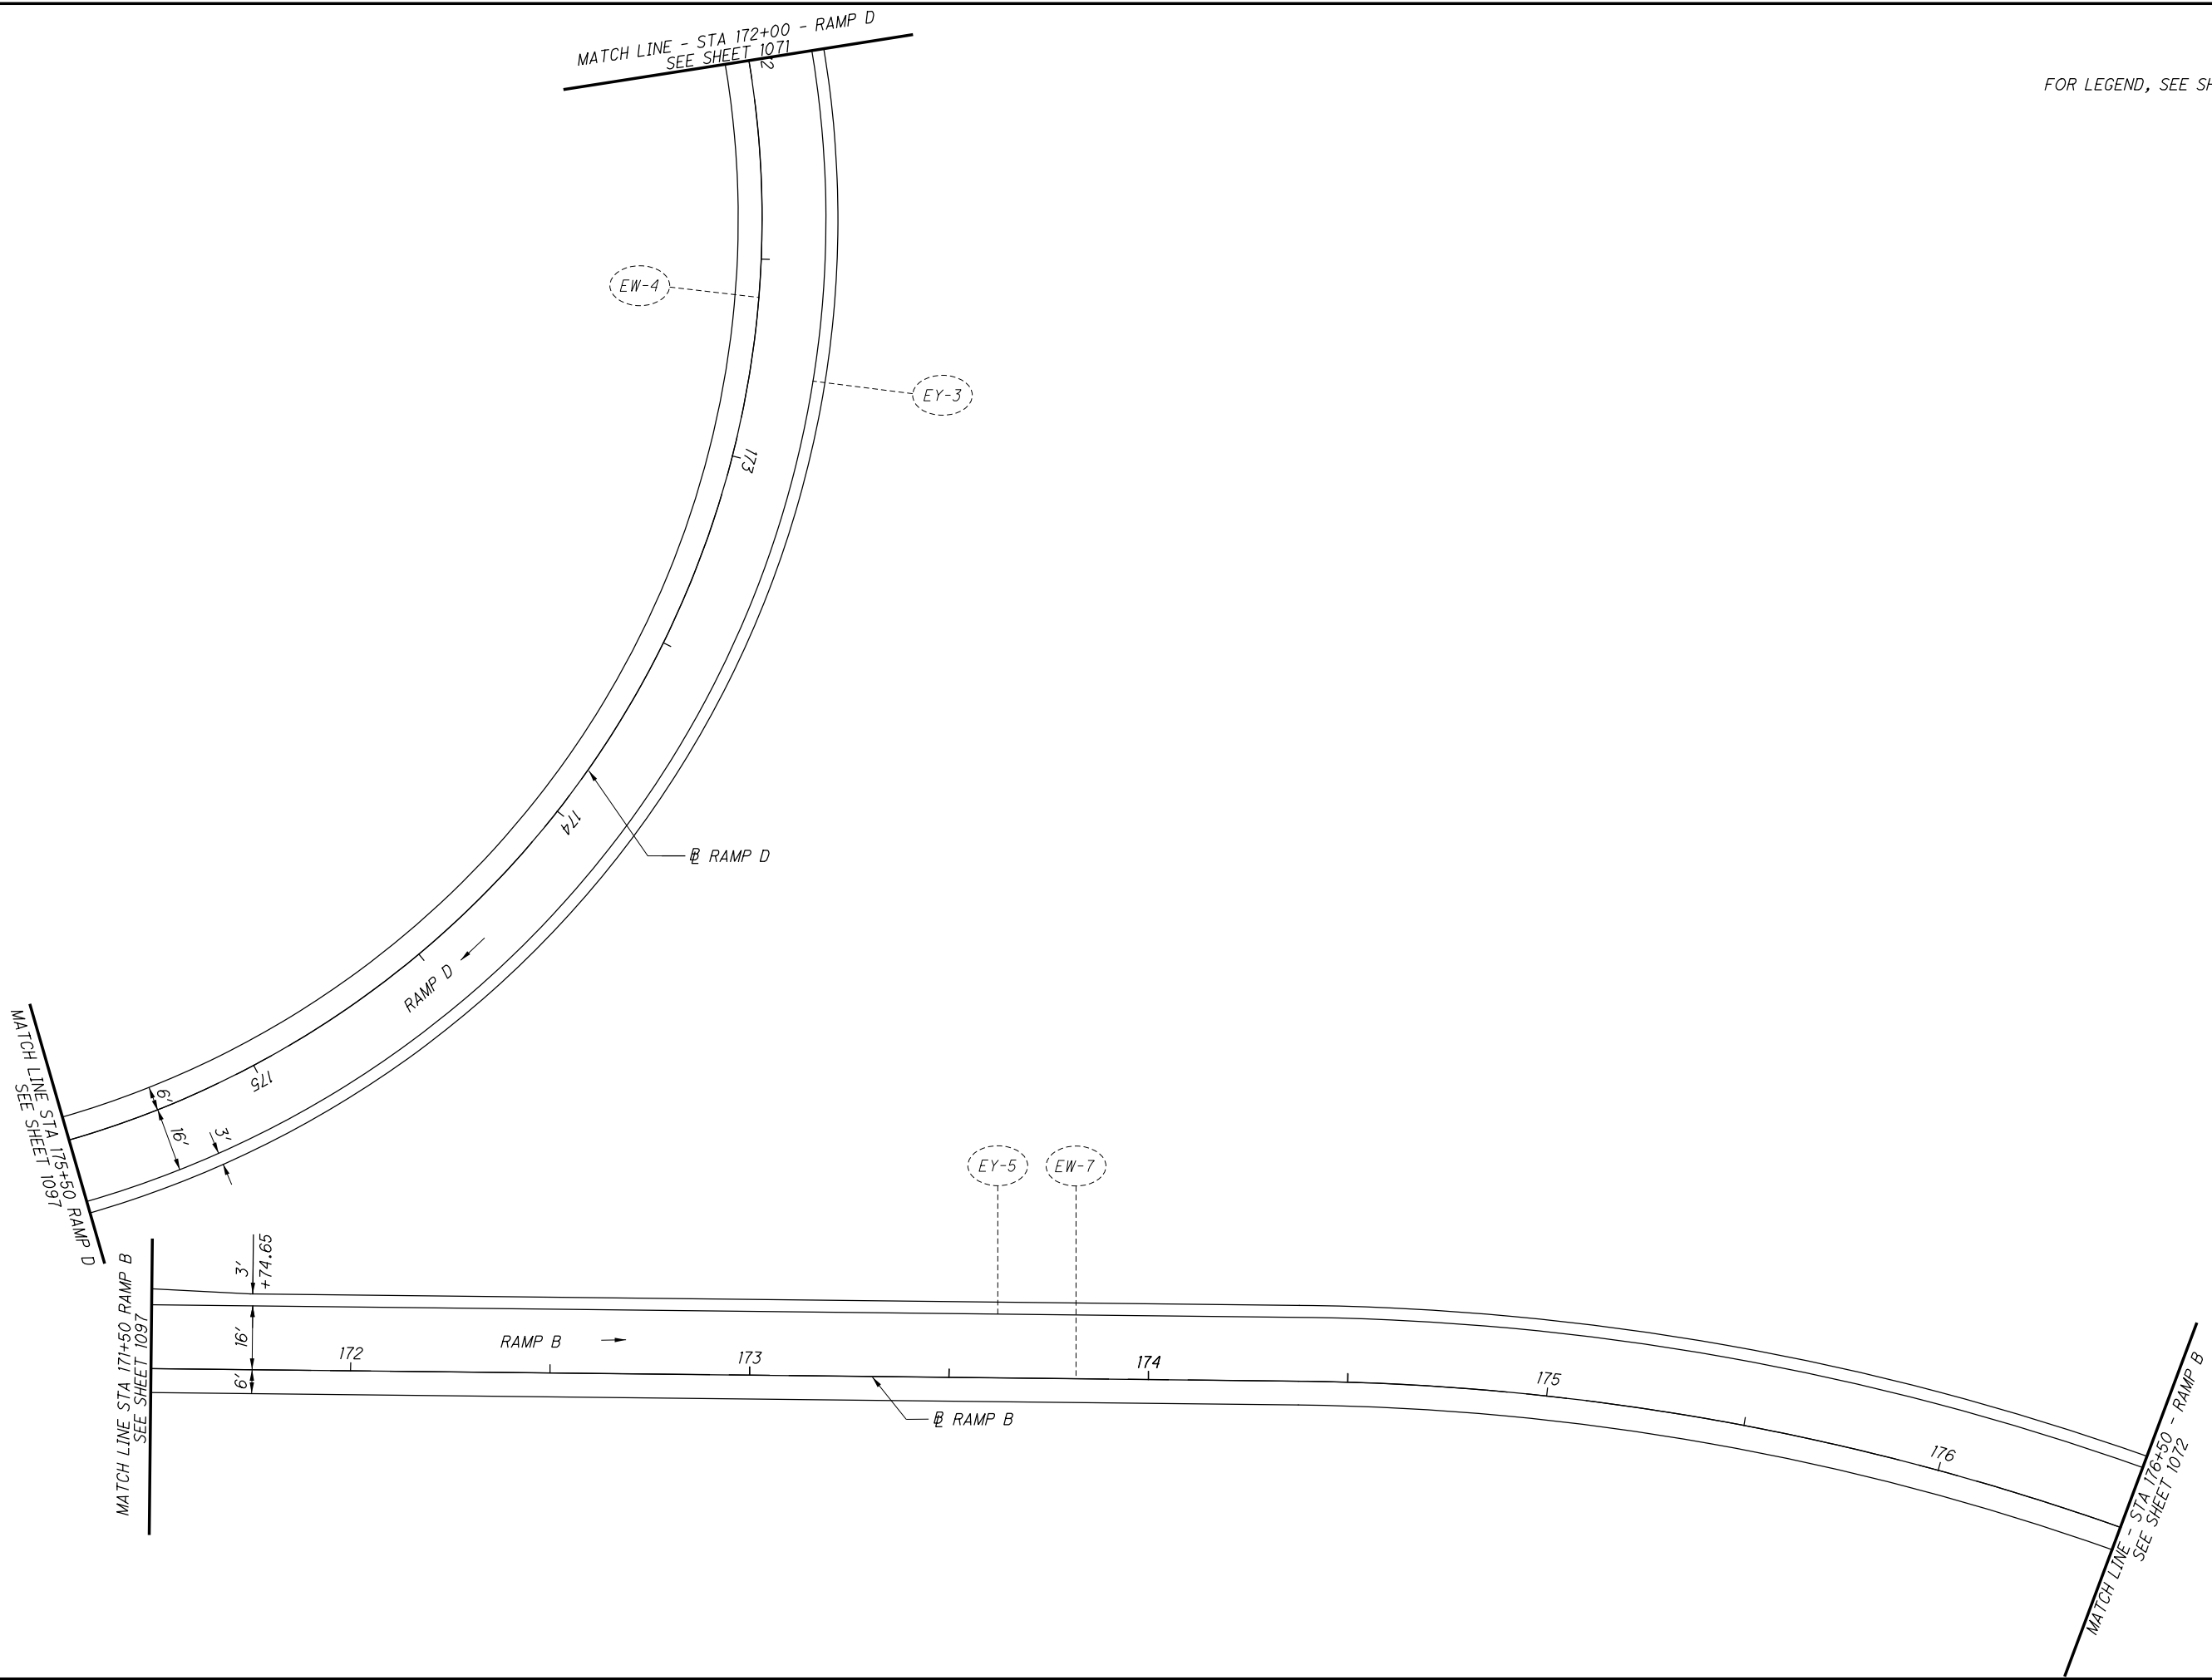 MATCH LINE - STA 172+00 - RAMP D
SEE SHEET 1071
FOR LEGEND, SEE
EW-4
EY-3
173
174
RAMP D
RAMP D
175
6'
16'
3'
MATCH LINE STA 175+50 RAMP D
SEE SHEET 1097
EY-5
EW-7
MATCH LINE STA 171+50 RAMP B
SEE SHEET 1097
3'
+74.65
16'
6'
RAMP B
172
173
174
175
176
RAMP B
MATCH LINE - STA 176+50 - RAMP B
SEE SHEET 1072